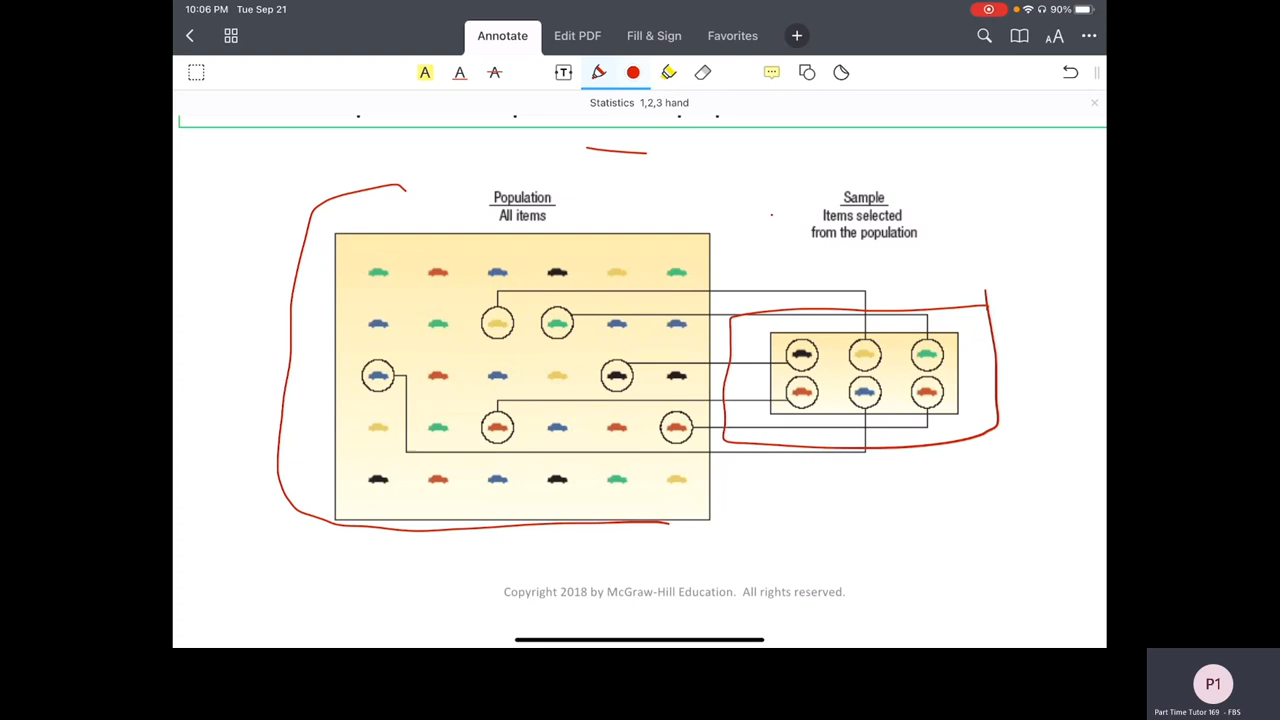 10:06 PM Tue Sep 21
90%
Annotate Edit PDF Fill & Sign Favorites
A A A T AA
Statistics 1,2,3 hand
Population
All items
Sample
Items selected
from the population
Copyright 2018 by McGraw-Hill Education. All rights reserved.
P1
Part Time Tutor 169 - FBS